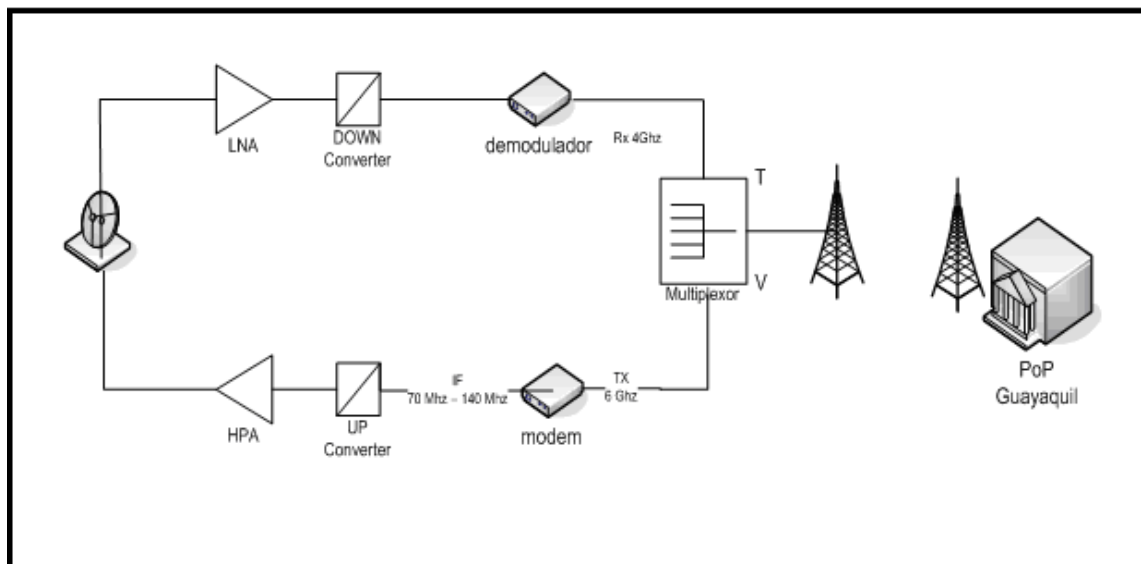 LNA
DOWN
Converter
demodulador
Rx 4Ghz
T
V
Multiplexor
HPA
UP
Converter
IF
70 Mhz – 140 Mhz
modem
TX
6 Ghz
PoP
Guayaquil